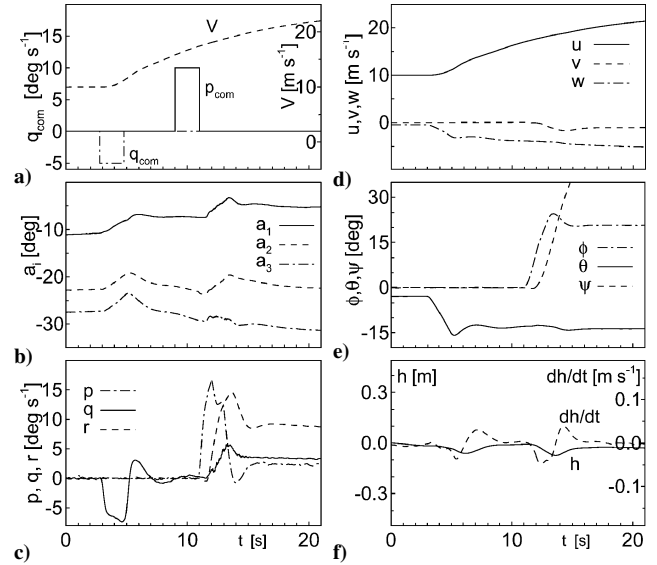 q_com [deg s⁻¹]
15
10
5
0
-5
V
p_com
q_com
20
10
0
V [m s⁻¹]
a)
u,v,w [m s⁻¹]
20
10
0
-10
u
v
w
d)
a_i [deg]
-10
-20
-30
a_1
a_2
a_3
b)
ϕ,θ,ψ [deg]
30
15
0
-15
ϕ
θ
ψ
e)
p, q, r [deg s⁻¹]
15
10
5
0
-5
p
q
r
0
10
t [s]
20
c)
h [m]
dh/dt [m s⁻¹]
0.3
0.0
-0.3
0.1
0.0
-0.1
dh/dt
h
0
10
t [s]
20
f)